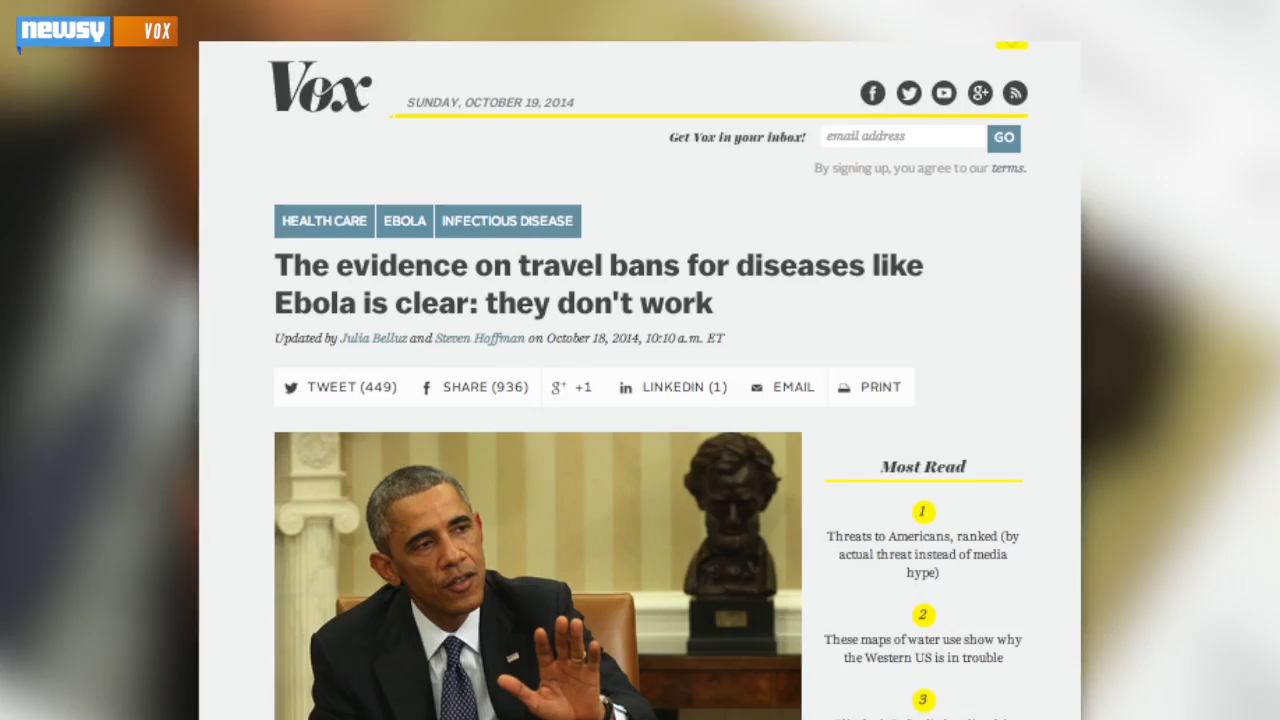 newsy VOX
Vox
SUNDAY, OCTOBER 19, 2014
Get Vox in your inbox! email address GO
By signing up, you agree to our terms.
HEALTH CARE EBOLA INFECTIOUS DISEASE
The evidence on travel bans for diseases like
Ebola is clear: they don't work
Updated by Julia Belluz and Steven Hoffman on October 18, 2014, 10:10 a.m. ET
TWEET (449) SHARE (936) g+ +1 LINKEDIN (1) EMAIL PRINT
Most Read
1
Threats to Americans, ranked (by
actual threat instead of media
hype)
2
These maps of water use show why
the Western US is in trouble
3